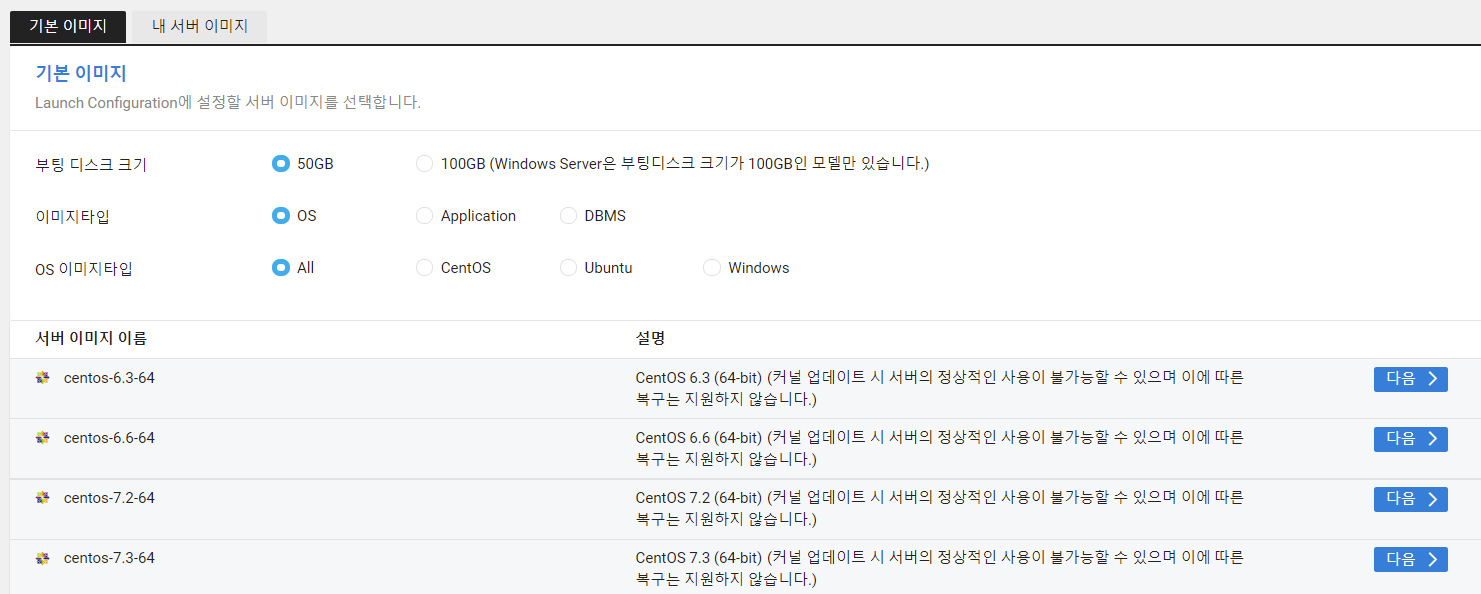 기본 이미지 내 서버 이미지
기본 이미지
Launch Configuration에 설정할 서버 이미지를 선택합니다.
부팅 디스크 크기 50GB 100GB (Windows Server은 부팅디스크 크기가 100GB인 모델만 있습니다.)
이미지타입 OS Application DBMS
OS 이미지타입 All CentOS Ubuntu Windows
서버 이미지 이름 설명
centos-6.3-64 CentOS 6.3 (64-bit) (커널 업데이트 시 서버의 정상적인 사용이 불가능할 수 있으며 이에 따른 다음
복구는 지원하지 않습니다.)
centos-6.6-64 CentOS 6.6 (64-bit) (커널 업데이트 시 서버의 정상적인 사용이 불가능할 수 있으며 이에 따른 다음
복구는 지원하지 않습니다.)
centos-7.2-64 CentOS 7.2 (64-bit) (커널 업데이트 시 서버의 정상적인 사용이 불가능할 수 있으며 이에 따른 다음
복구는 지원하지 않습니다.)
centos-7.3-64 CentOS 7.3 (64-bit) (커널 업데이트 시 서버의 정상적인 사용이 불가능할 수 있으며 이에 따른 다음
복구는 지원하지 않습니다.)